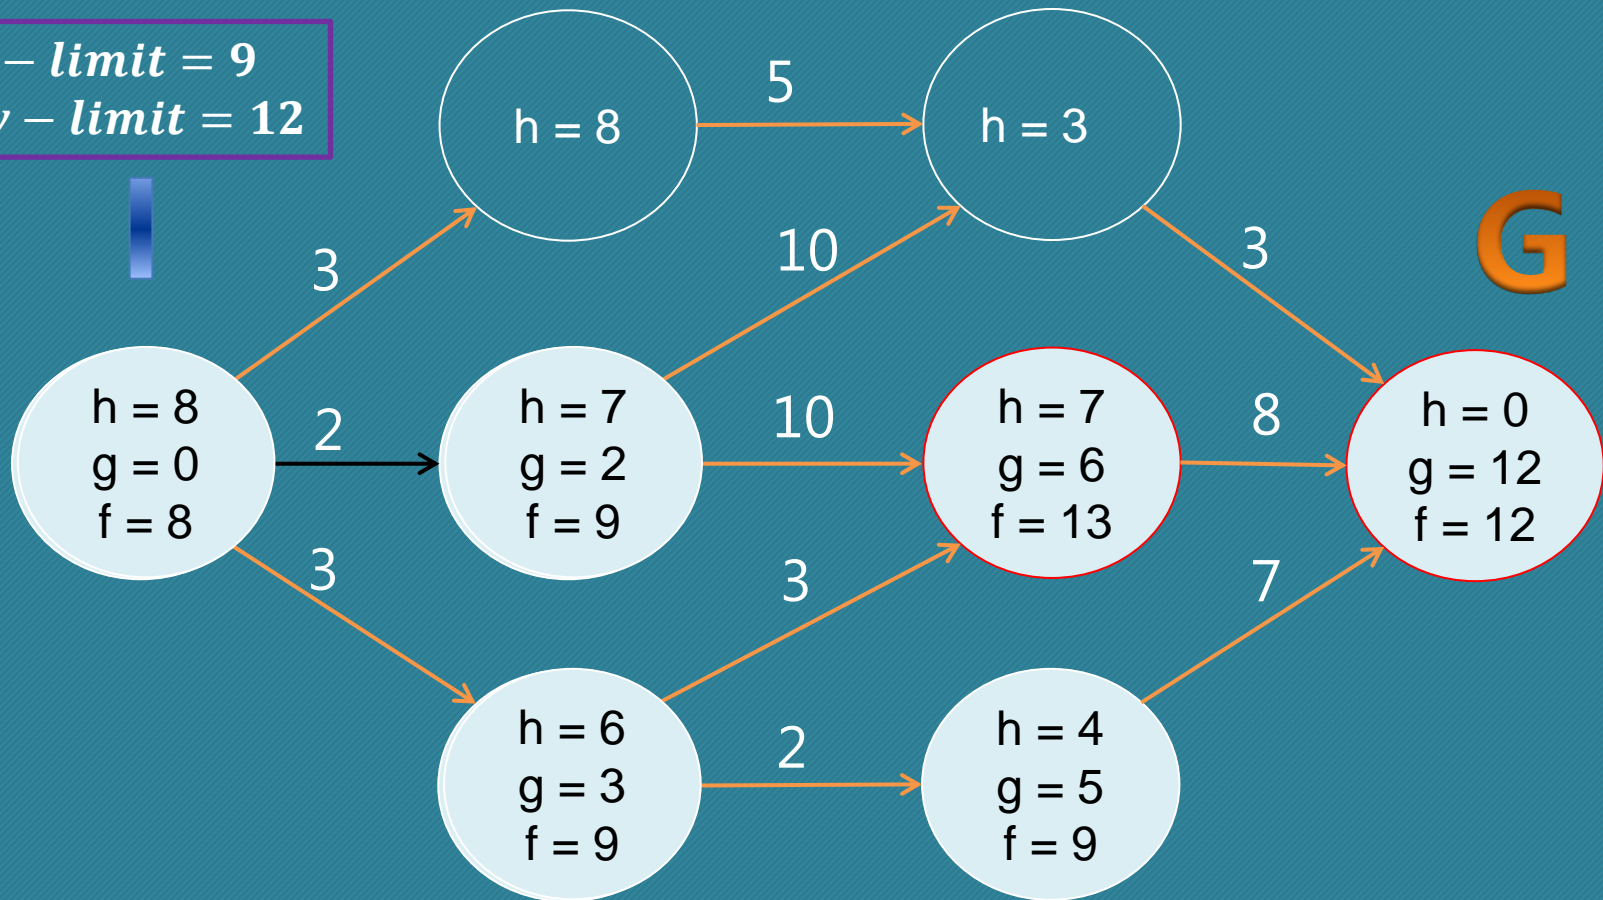 – limit = 9
– limit = 12
I
G
h = 8
5
h = 3
3
10
3
h = 8
g = 0
f = 8
2
h = 7
g = 2
f = 9
10
h = 7
g = 6
f = 13
8
h = 0
g = 12
f = 12
3
3
7
h = 6
g = 3
f = 9
2
h = 4
g = 5
f = 9